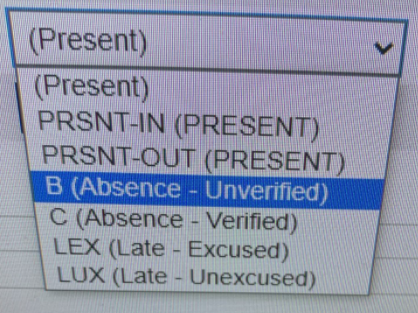 (Present)
(Present)
PRSNT-IN (PRESENT)
PRSNT-OUT (PRESENT)
B (Absence - Unverified)
C (Absence - Verified)
LEX (Late - Excused)
LUX (Late - Unexcused)